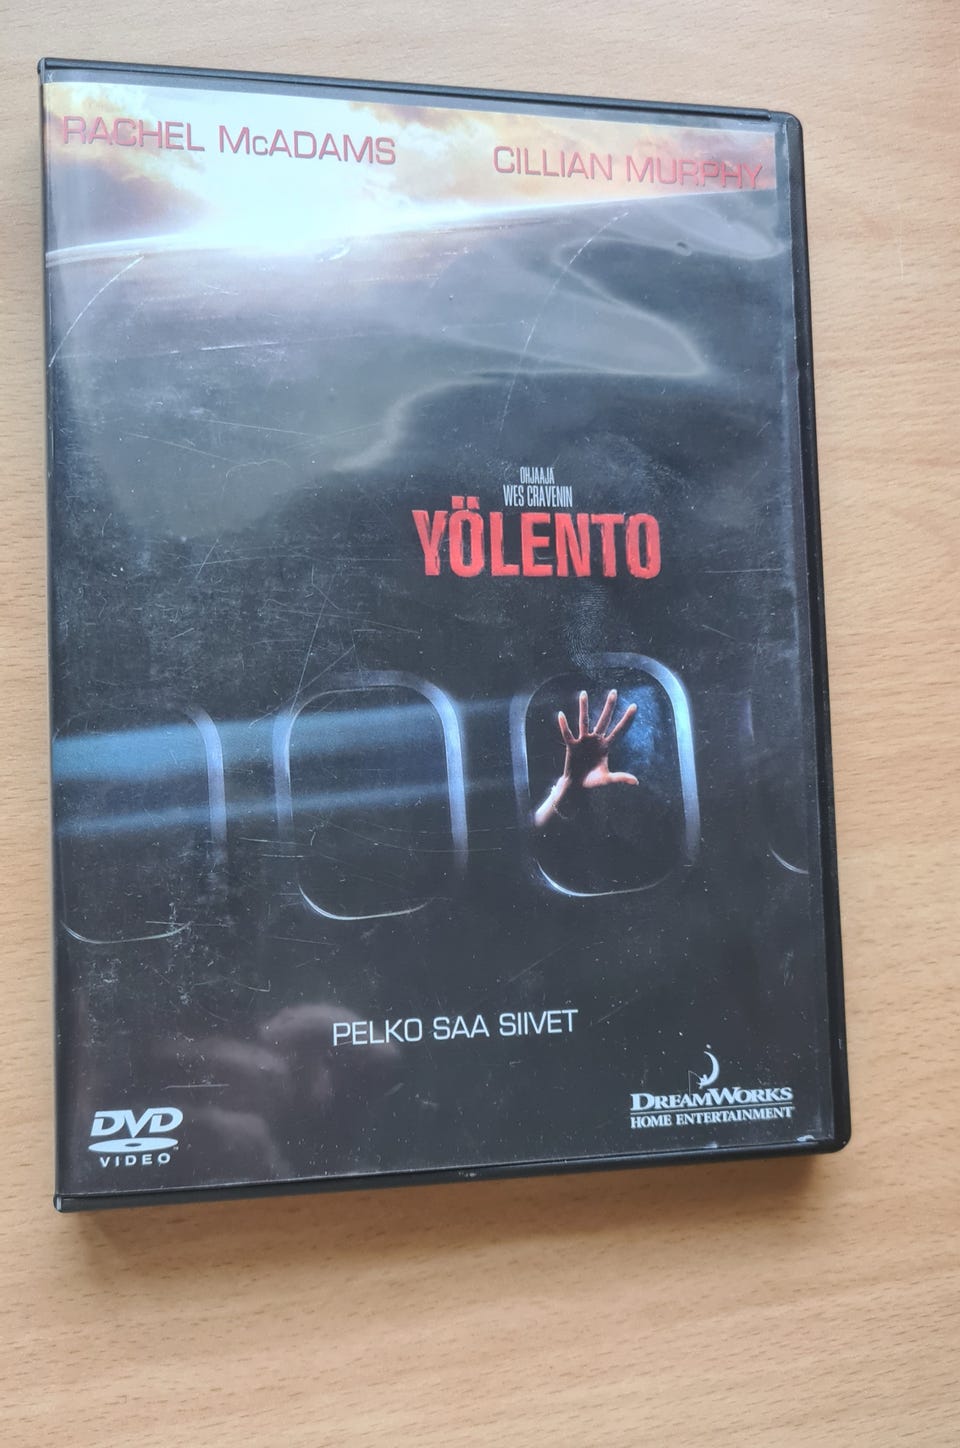 RACHEL McADAMS
CILLIAN MURPHY
OHJAAJA
WES CRAVENIN
YÖLENTO
PELKO SAA SIIVET
DVD
VIDEO
DREAMWORKS
HOME ENTERTAINMENT